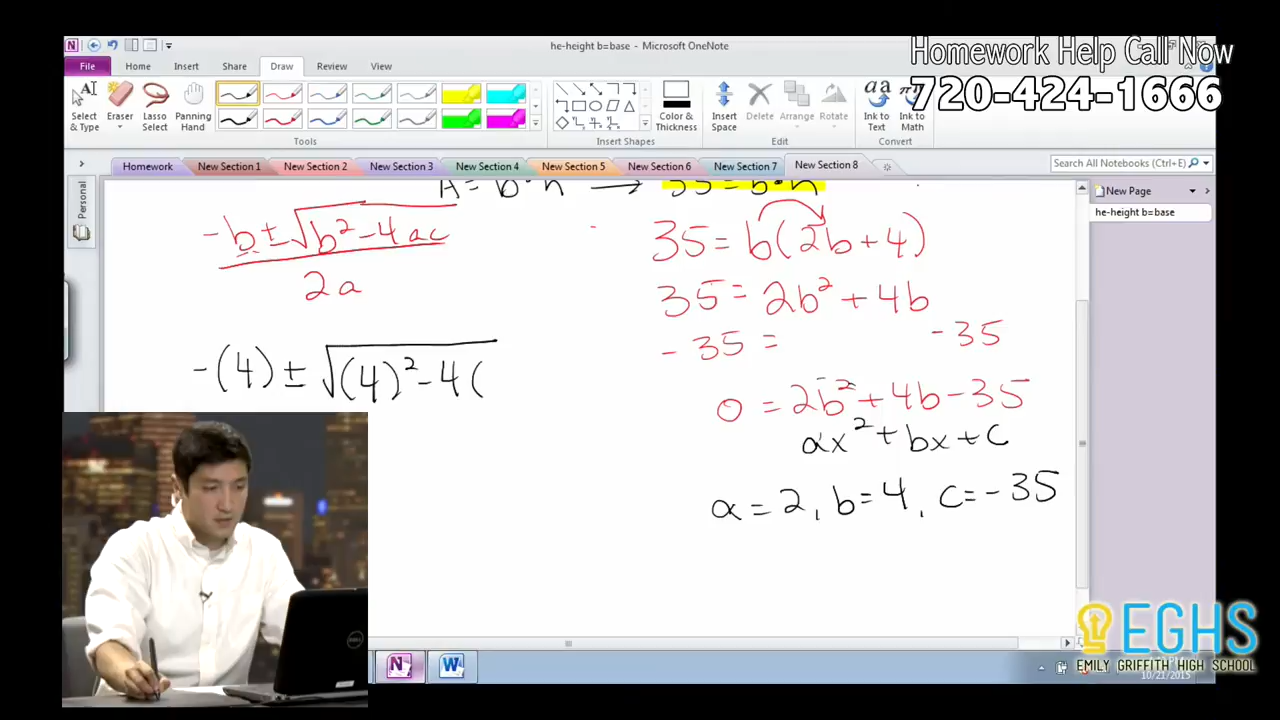 he-height b=base - Microsoft OneNote
Homework Help Call Now
720-424-1666
File Home Insert Share Draw Review View
Select & Type
Eraser
Lasso Select
Panning Hand
Color & Thickness
Insert Space
Delete
Arrange
Rotate
Ink to Text
Ink to Math
Tools
Insert Shapes
Edit
Convert
Homework New Section 1 New Section 2 New Section 3 New Section 4 New Section 5 New Section 6 New Section 7 New Section 8
Search All Notebooks (Ctrl+E)
Personal
New Page
he-height b=base
A = b·h → 35 = b·h
-b ± √b² - 4ac
2a
35 = b(2b + 4)
35 = 2b² + 4b
-35 = -35
0 = 2b² + 4b - 35
ax² + bx + c
a = 2, b = 4, c = -35
-(4) ± √(4)² - 4(
EGHS
EMILY GRIFFITH HIGH SCHOOL
10/21/2015